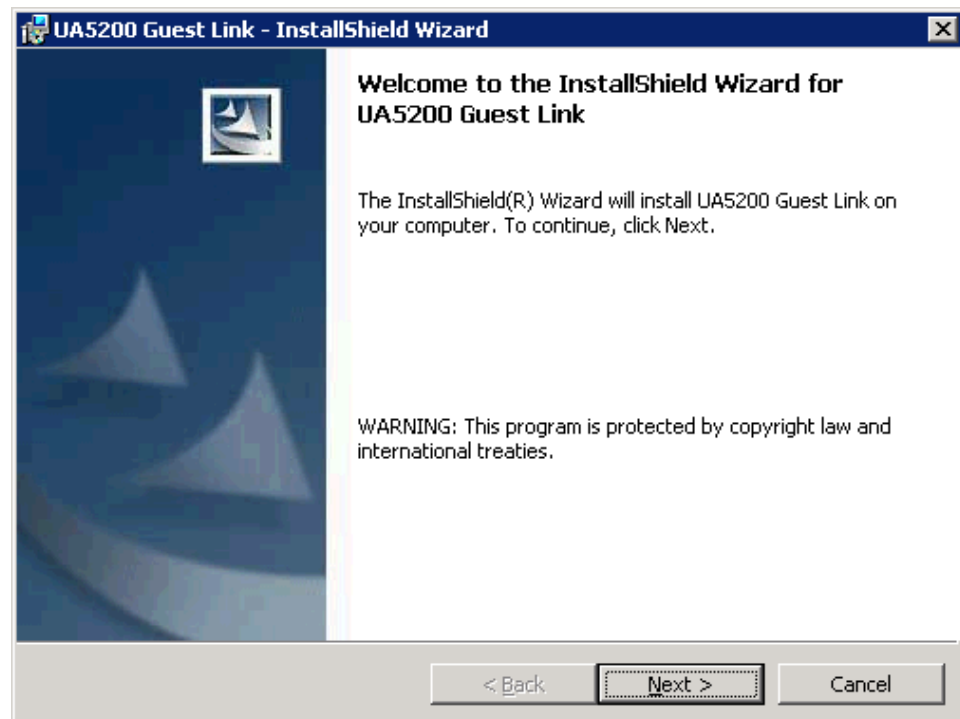 UA5200 Guest Link - InstallShield Wizard
Welcome to the InstallShield Wizard for
UA5200 Guest Link
The InstallShield(R) Wizard will install UA5200 Guest Link on
your computer. To continue, click Next.
WARNING: This program is protected by copyright law and
international treaties.
< Back
Next >
Cancel